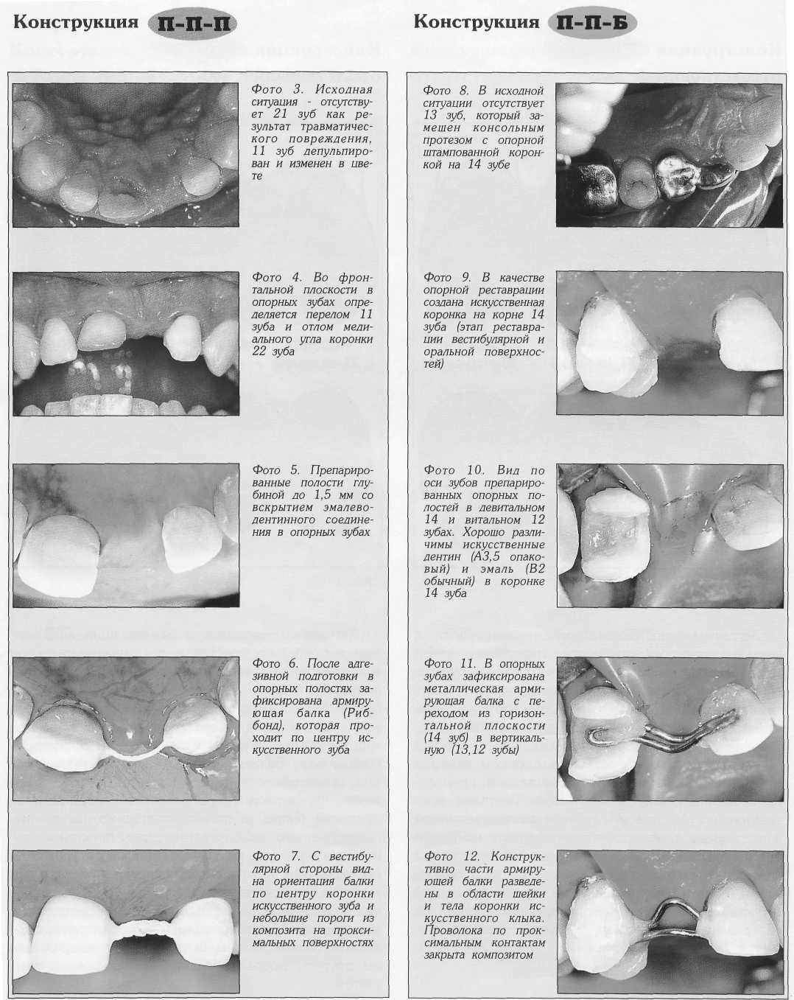 Конструкция П-П-П
Фото 3. Исходная
ситуация - отсутству-
ет 21 зуб как ре-
зультат травматичес-
кого повреждения,
11 зуб депульпиро-
ван и изменен в цве-
те
Фото 4. Во фрон-
тальной плоскости в
опорных зубах опре-
деляется перелом 11
зуба и отлом меди-
ального угла коронки
22 зуба
Фото 5. Препариро-
ванные полости глу-
биной до 1,5 мм со
вскрытием эмалево-
дентинного соедине-
ния в опорных зубах
Фото 6. После адге-
зивной подготовки в
опорных полостях за-
фиксирована армиру-
ющая балка (Риб-
бонд), которая про-
ходит по центру ис-
кусственного зуба
Фото 7. С вестибу-
лярной стороны вид-
на ориентация балки
по центру коронки
искусственного зуба и
небольшие пороги из
композита на прокси-
мальных поверхностях
Конструкция П-П-Б
Фото 8. В исходной
ситуации отсутствует
13 зуб, который за-
мешен консольным
протезом с опорной
штампованной корон-
кой на 14 зубе
Фото 9. В качестве
опорной реставрации
создана искусственная
коронка на корне 14
зуба (этап реставра-
ции вестибулярной и
оральной поверхнос-
тей)
Фото 10. Вид по
оси зубов препариро-
ванных опорных по-
лостей в девитальном
14 и витальном 12
зубах. Хорошо разли-
чимы искусственные
дентин (А3,5 опако-
вый) и эмаль (В2
обычный) в коронке
14 зуба
Фото 11. В опорных
зубах зафиксирована
металлическая арми-
рующая балка с пе-
реходом из горизон-
тальной плоскости
(14 зуб) в вертикаль-
ную (13,12 зубы)
Фото 12. Конструк-
тивно части армиру-
ющей балки разведе-
ны в области шейки
и тела коронки ис-
кусственного клыка.
Проволока по прок-
симальным контактам
закрыта композитом